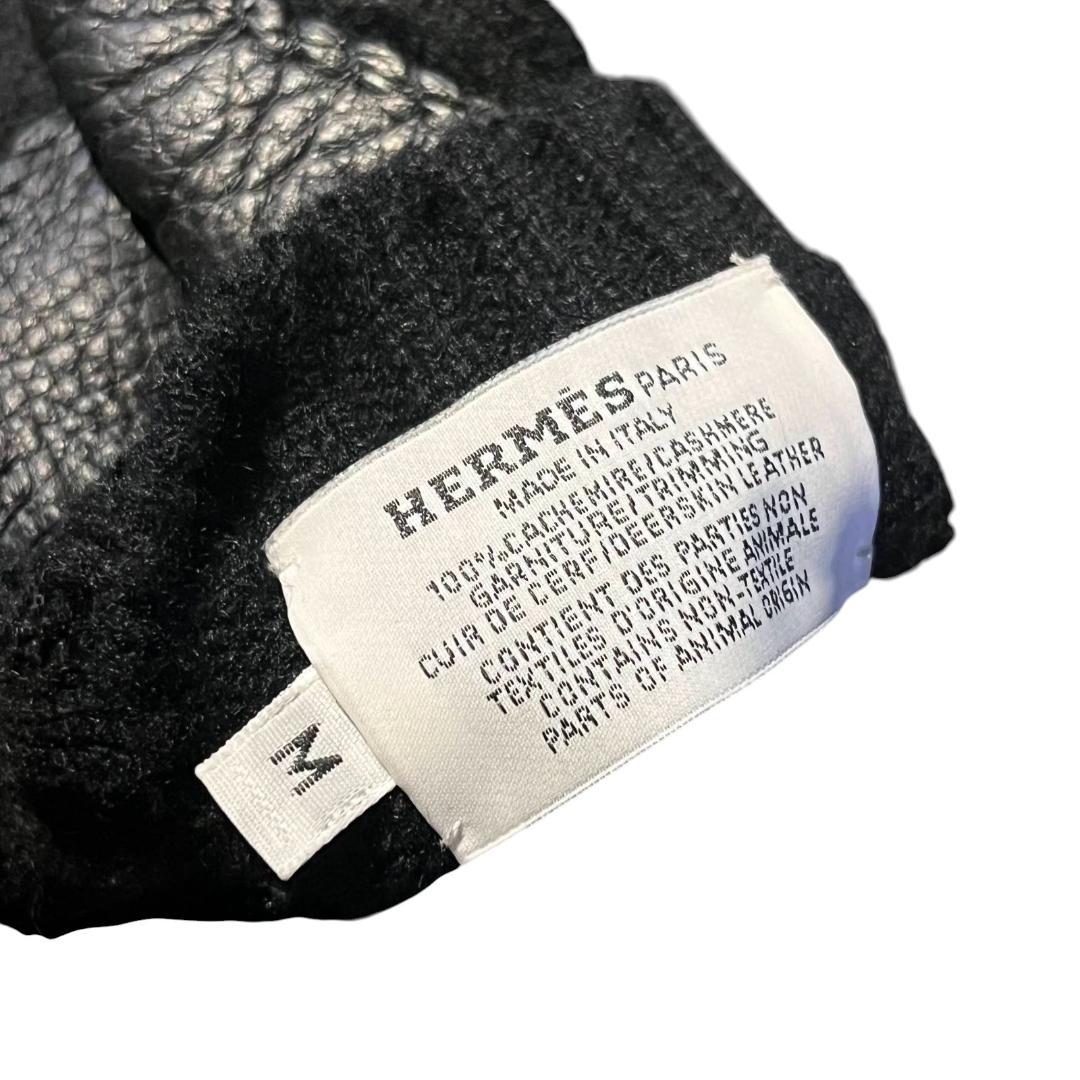 HERMÈS PARIS
MADE IN ITALY
100%CACHEMIRE/CASHMERE
GARNITURE/TRIMMING
CUIR DE CERF/DEERSKIN LEATHER
CONTIENT DES PARTIES NON
TEXTILES D'ORIGINE ANIMALE
CONTAINS NON-TEXTILE
PARTS OF ANIMAL ORIGIN
M